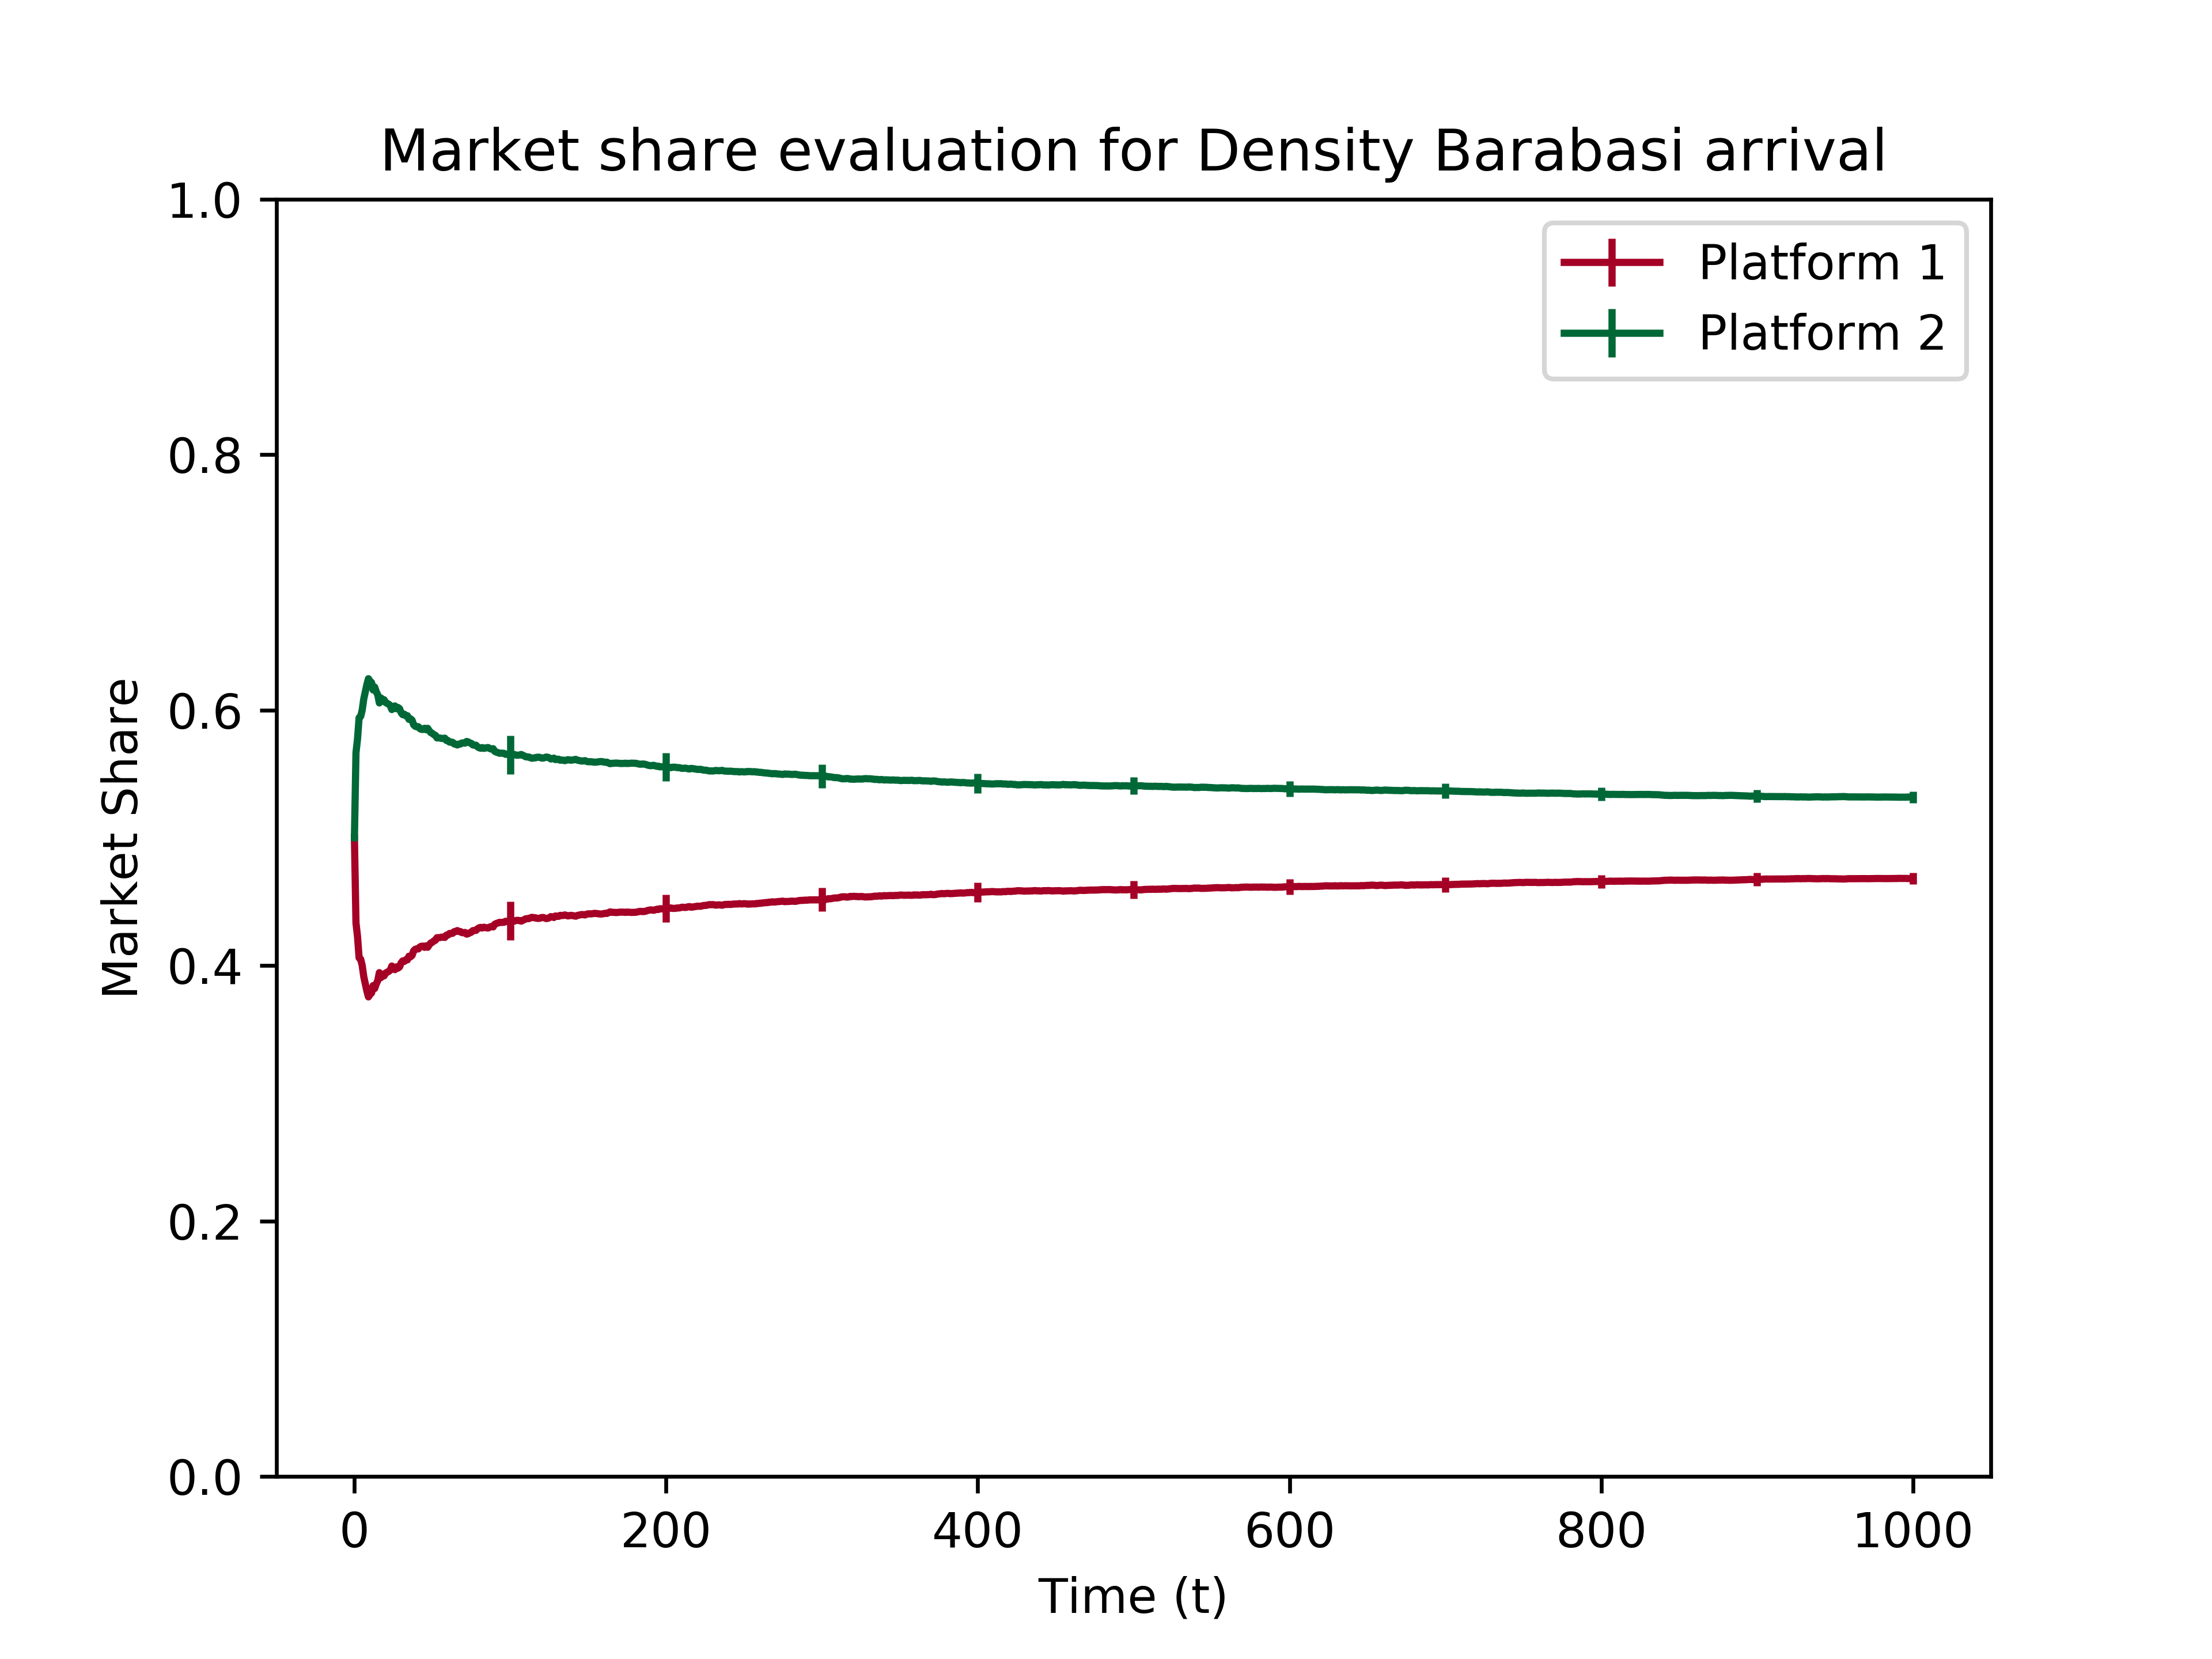 Market share evaluation for Density Barabasi arrival
1.0
0.8
0.6
0.4
0.2
0.0
Market Share
Platform 1
Platform 2
0 200 400 600 800 1000
Time (t)